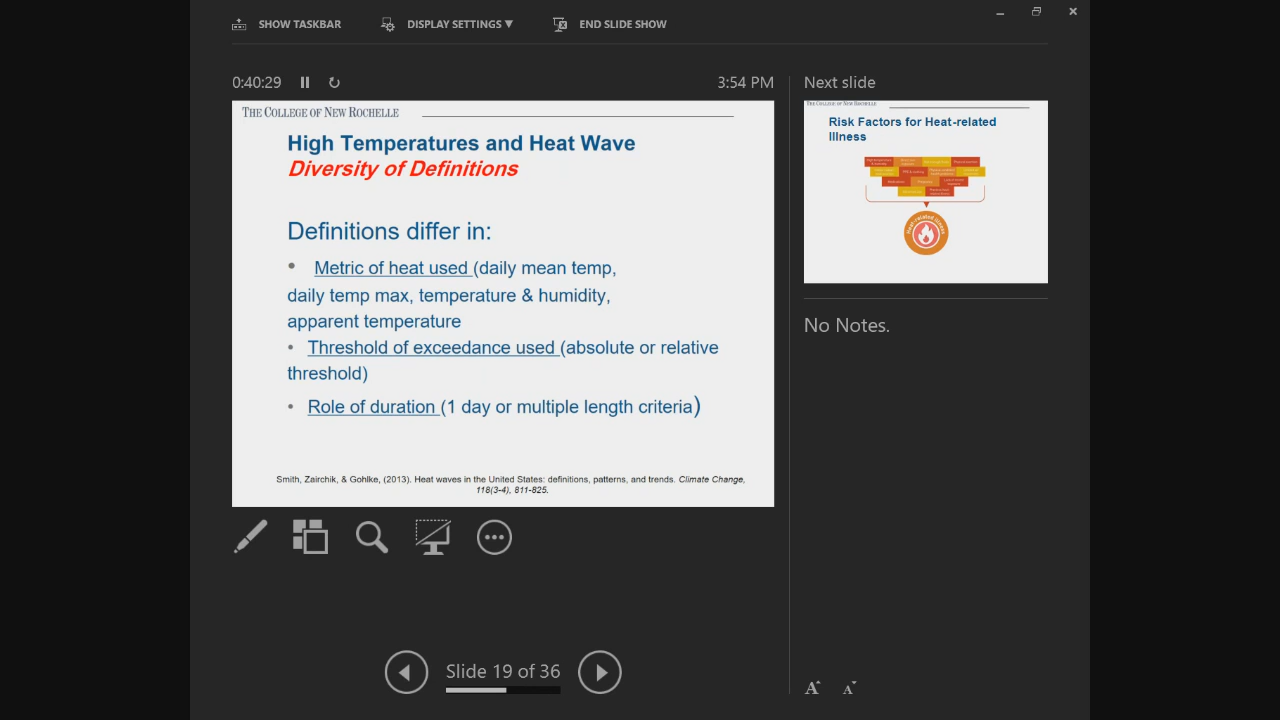 SHOW TASKBAR
DISPLAY SETTINGS ▼
END SLIDE SHOW
0:40:29
3:54 PM
Next slide
THE COLLEGE OF NEW ROCHELLE
High Temperatures and Heat Wave
Diversity of Definitions
Definitions differ in:
• Metric of heat used (daily mean temp,
daily temp max, temperature & humidity,
apparent temperature
• Threshold of exceedance used (absolute or relative
threshold)
• Role of duration (1 day or multiple length criteria)
Smith, Zairchik, & Gohlke, (2013). Heat waves in the United States: definitions, patterns, and trends. Climate Change,
118(3-4), 811-825.
THE COLLEGE OF NEW ROCHELLE
Risk Factors for Heat-related
Illness
Heat-related Illness
No Notes.
Slide 19 of 36
A
A